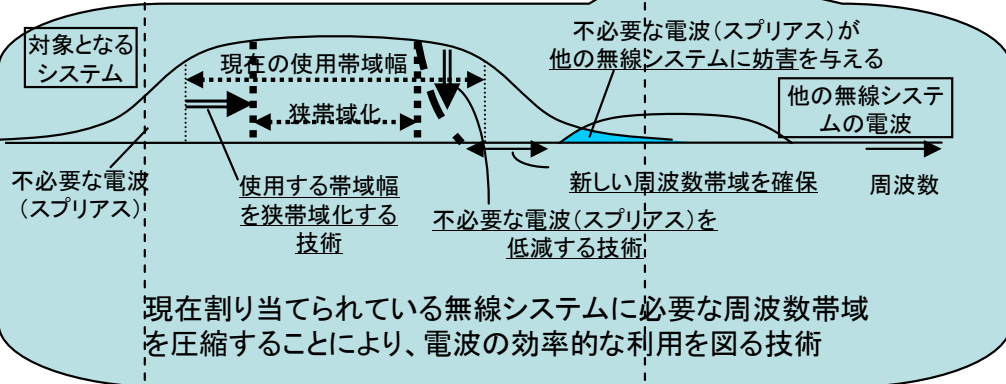 対象となる
システム
現在の使用帯域幅
狭帯域化
不必要な電波(スプリアス)が
他の無線システムに妨害を与える
他の無線システ
ムの電波
不必要な電波
(スプリアス)
使用する帯域幅
を狭帯域化する
技術
不必要な電波(スプリアス)を
低減する技術
新しい周波数帯域を確保
周波数
現在割り当てられている無線システムに必要な周波数帯域
を圧縮することにより、電波の効率的な利用を図る技術